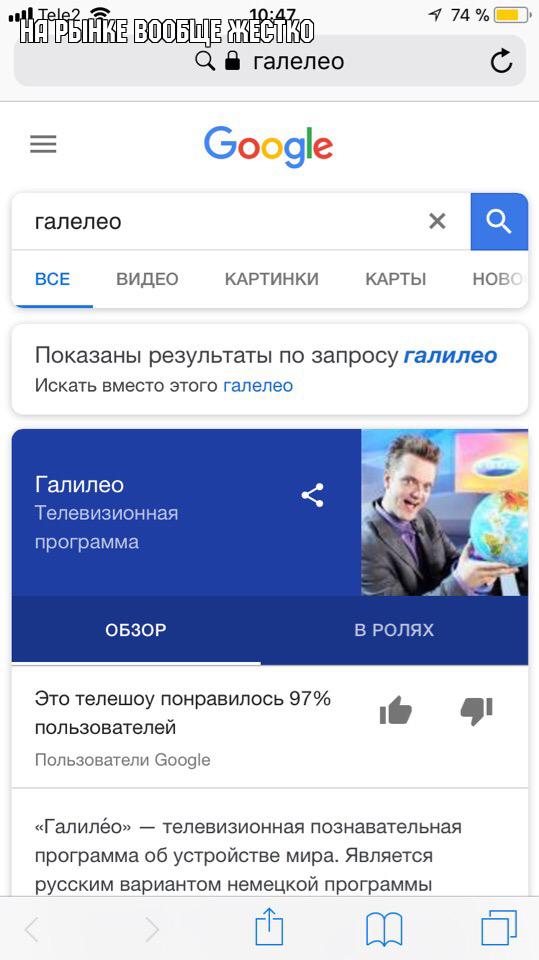 Tele2 10:47 74 %
НА РЫНКЕ ВООБЩЕ ЖЕСТКО
галелео
Google
галелео
ВСЕ ВИДЕО КАРТИНКИ КАРТЫ НОВО
Показаны результаты по запросу галилео
Искать вместо этого галелео
Галилео
Телевизионная
программа
ОБЗОР В РОЛЯХ
Это телешоу понравилось 97%
пользователей
Пользователи Google
«Галиле́о» — телевизионная познавательная
программа об устройстве мира. Является
русским вариантом немецкой программы